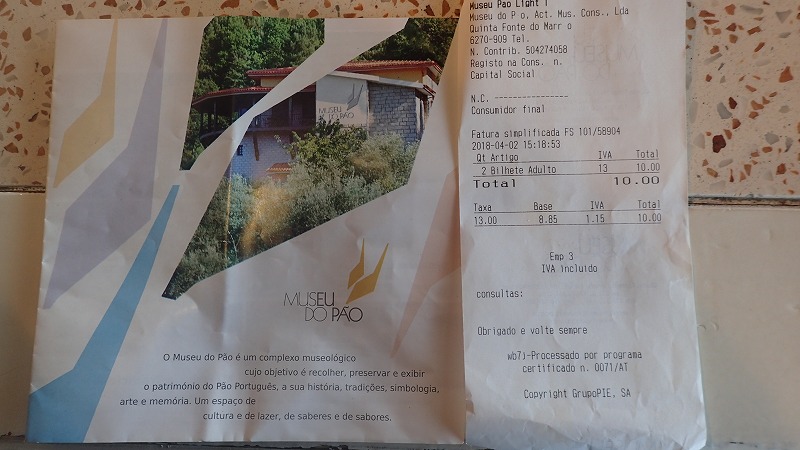 MUSEU
DO PÃO
MUSEU
DO PÃO
O Museu do Pão é um complexo museológico
cujo objetivo é recolher, preservar e exibir
o património do Pão Português, a sua história, tradições, simbologia,
arte e memória. Um espaço de
cultura e de lazer, de saberes e de sabores.
Museu Pao Light
Museu do P o, Act. Mus. Cons., Lda
Quinta Fonte do Marr o
6270-909 Tel.
N. Contrib. 504274058
Registo na Cons. n.
Capital Social
N.C. -----------------
Consumidor final
Fatura simplificada FS 101/58904
2018-04-02 15:18:53
Qt Artigo IVA Total
2 Bilhete Adulto 13 10.00
Total 10.00
Taxa Base IVA Total
13.00 8.85 1.15 10.00
Emp 3
IVA incluido
consultas:
Obrigado e volte sempre
wb7j-Processado por programa
certificado n. 0071/AT
Copyright GrupoPIE, SA